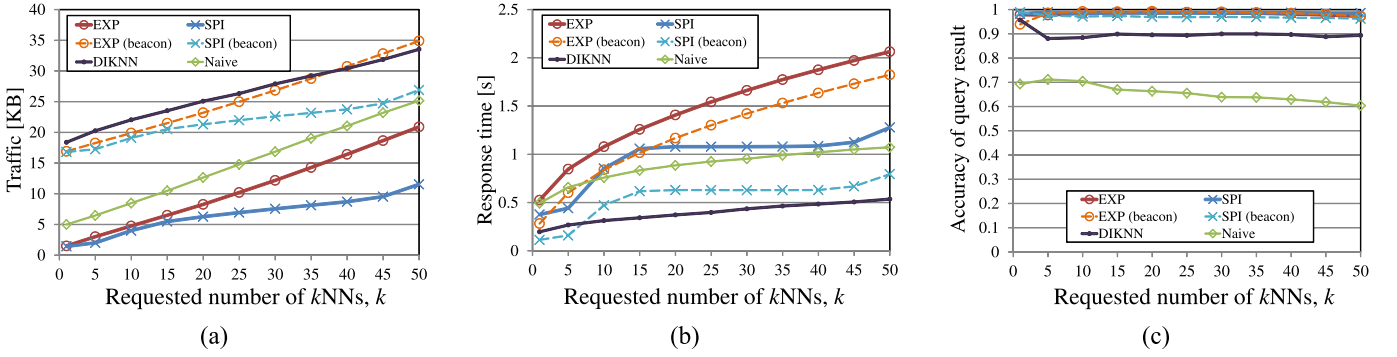 40
35
30
25
20
15
10
5
0
Traffic [KB]
EXP SPI
EXP (beacon) SPI (beacon)
DIKNN Naive
0 5 10 15 20 25 30 35 40 45 50
Requested number of kNNs, k
(a)
2.5
2
1.5
1
0.5
0
Response time [s]
EXP SPI
EXP (beacon) SPI (beacon)
DIKNN Naive
0 5 10 15 20 25 30 35 40 45 50
Requested number of kNNs, k
(b)
1
0.9
0.8
0.7
0.6
0.5
0.4
0.3
0.2
0.1
0
Accuracy of query result
EXP SPI
EXP (beacon) SPI (beacon)
DIKNN Naive
0 5 10 15 20 25 30 35 40 45 50
Requested number of kNNs, k
(c)